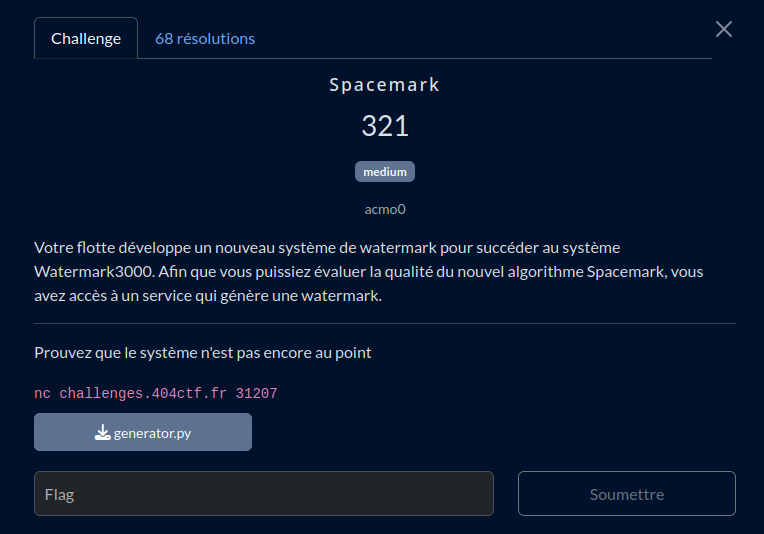 Challenge
68 résolutions
Spacemark
321
medium
acmo0
Votre flotte développe un nouveau système de watermark pour succéder au système
Watermark3000. Afin que vous puissiez évaluer la qualité du nouvel algorithme Spacemark, vous
avez accès à un service qui génère une watermark.
Prouvez que le système n'est pas encore au point
nc challenges.404ctf.fr 31207
generator.py
Flag
Soumettre